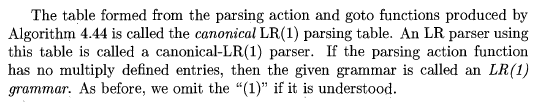 The table formed from the parsing action and goto functions produced by
Algorithm 4.44 is called the canonical LR(1) parsing table. An LR parser using
this table is called a canonical-LR(1) parser. If the parsing action function
has no multiply defined entries, then the given grammar is called an LR(1)
grammar. As before, we omit the “(1)” if it is understood.